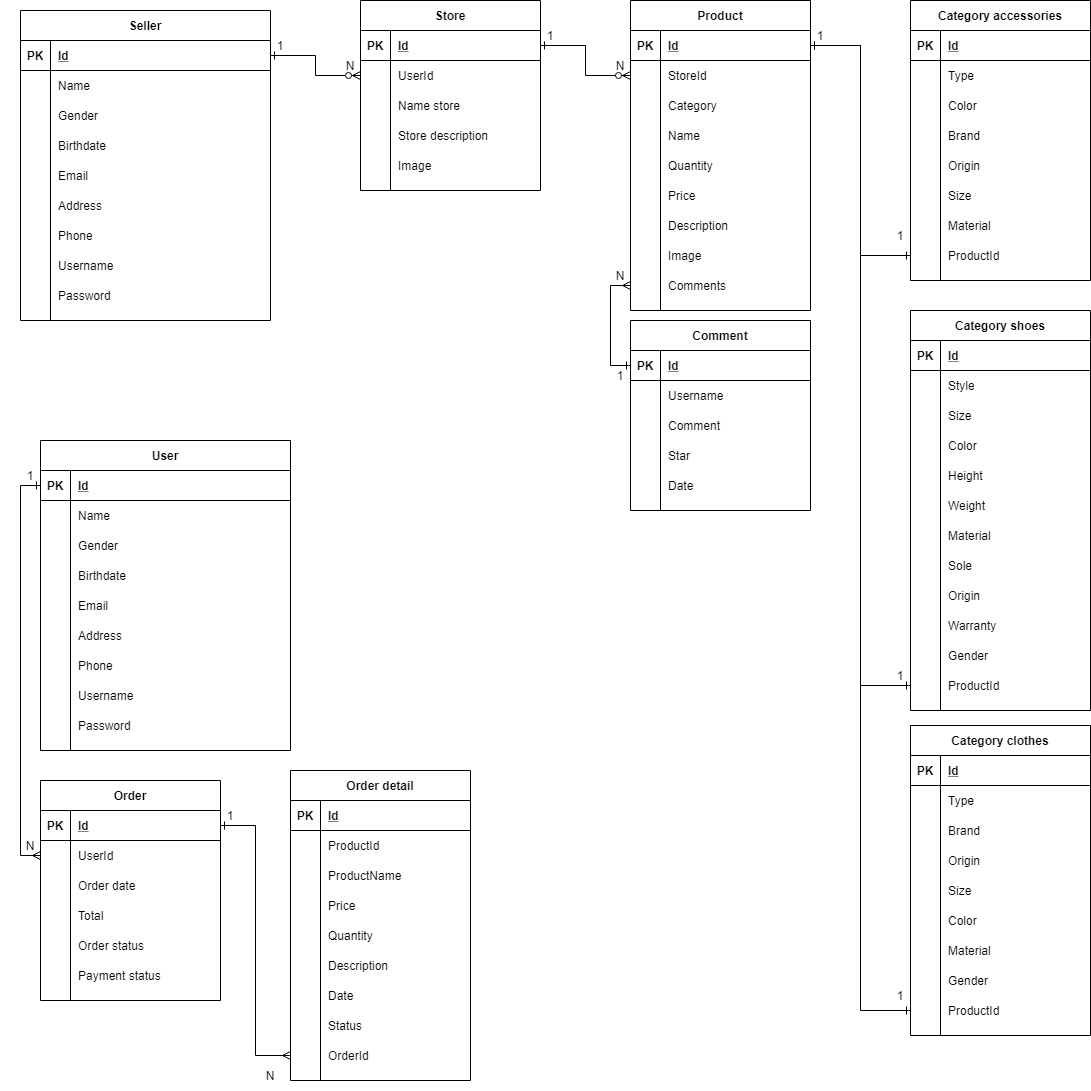 Seller
PK Id
Name
Gender
Birthdate
Email
Address
Phone
Username
Password
1
N
Store
PK Id
UserId
Name store
Store description
Image
1
N
Product
PK Id
StoreId
Category
Name
Quantity
Price
Description
Image
Comments
1
N
1
Comment
PK Id
Username
Comment
Star
Date
Category accessories
PK Id
Type
Color
Brand
Origin
Size
Material
ProductId
1
Category shoes
PK Id
Style
Size
Color
Height
Weight
Material
Sole
Origin
Warranty
Gender
ProductId
1
Category clothes
PK Id
Type
Brand
Origin
Size
Color
Material
Gender
ProductId
1
User
1
PK Id
Name
Gender
Birthdate
Email
Address
Phone
Username
Password
Order
PK Id
1
N
UserId
Order date
Total
Order status
Payment status
Order detail
PK Id
ProductId
ProductName
Price
Quantity
Description
Date
Status
OrderId
N